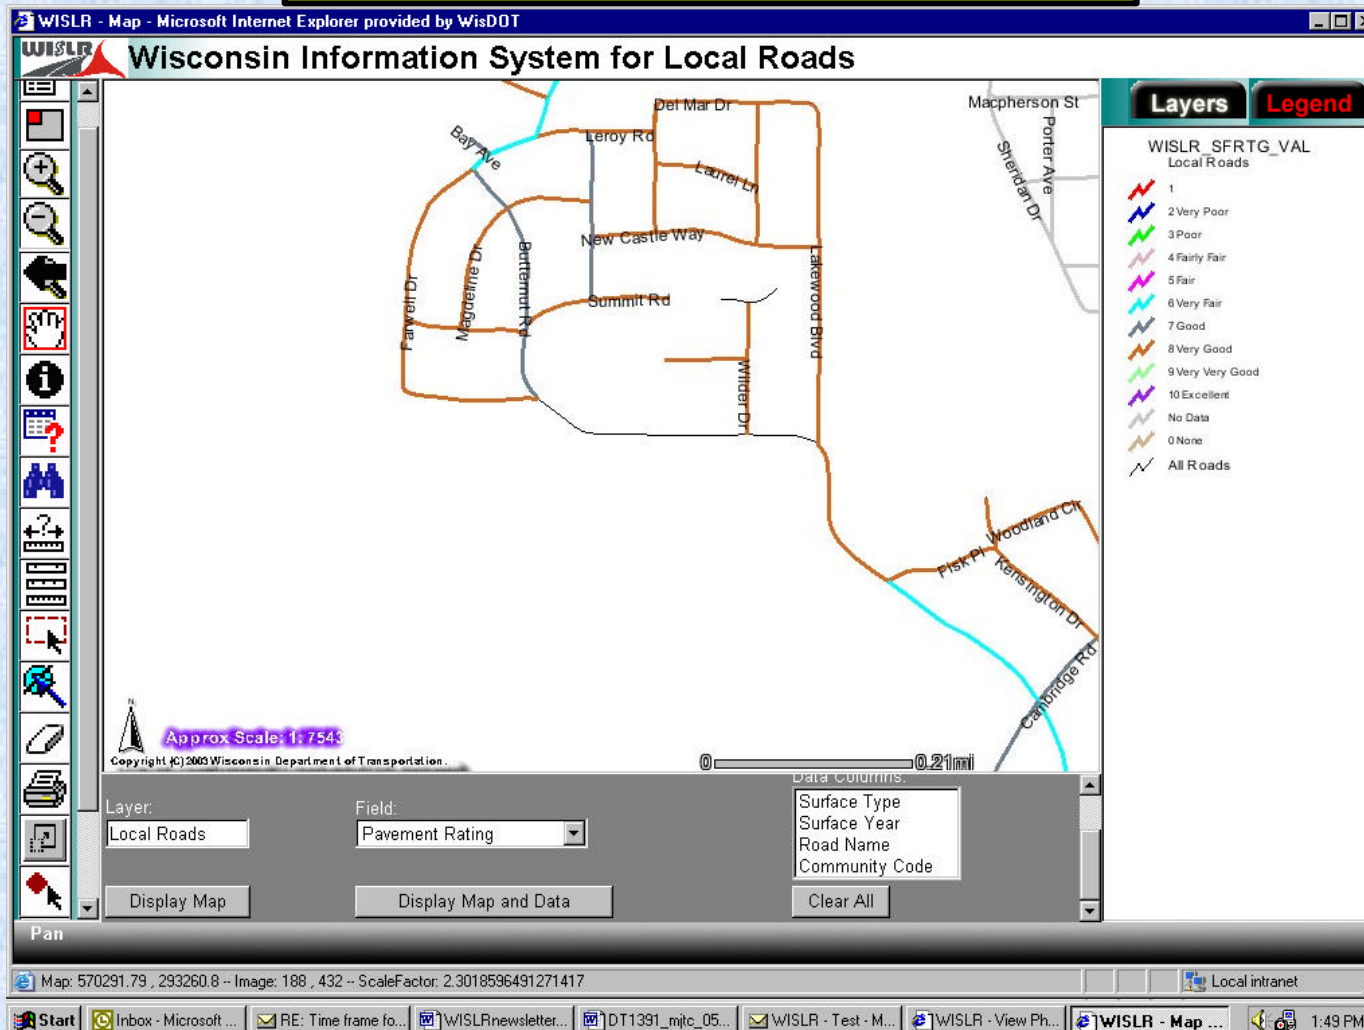 WISLR - Map - Microsoft Internet Explorer provided by WisDOT
WISLR
Wisconsin Information System for Local Roads
Layers
Legend
WISLR_SFRTG_VAL
Local Roads
1
2 Very Poor
3 Poor
4 Fairly Fair
5 Fair
6 Very Fair
7 Good
8 Very Good
9 Very Very Good
10 Excellent
No Data
0 None
All Roads
Del Mar Dr
Macpherson St
Bay Ave
Leroy Rd
Porter Ave
Sheridan Dr
Laurel Ln
New Castle Way
Farwell Dr
Magdeline Dr
Butternut Rd
Lakewood Blvd
Summit Rd
Wilder Dr
Woodland Cir
Fisk Pl
Kensington Dr
Cambridge Rd
N
Approx Scale: 1:7543
Copyright (C) 2003 Wisconsin Department of Transportation.
0
0.21mi
Layer:
Local Roads
Field:
Pavement Rating
Data Columns:
Surface Type
Surface Year
Road Name
Community Code
Display Map
Display Map and Data
Clear All
Pan
Map: 570291.79 , 293260.8 -- Image: 188 , 432 -- ScaleFactor: 2.3018596491271417
Local intranet
Start
Inbox - Microsoft ...
RE: Time frame fo...
WISLRnewsletter...
DT1391_mjtc_05...
WISLR - Test - M...
WISLR - View Ph...
WISLR - Map ...
1:49 PM